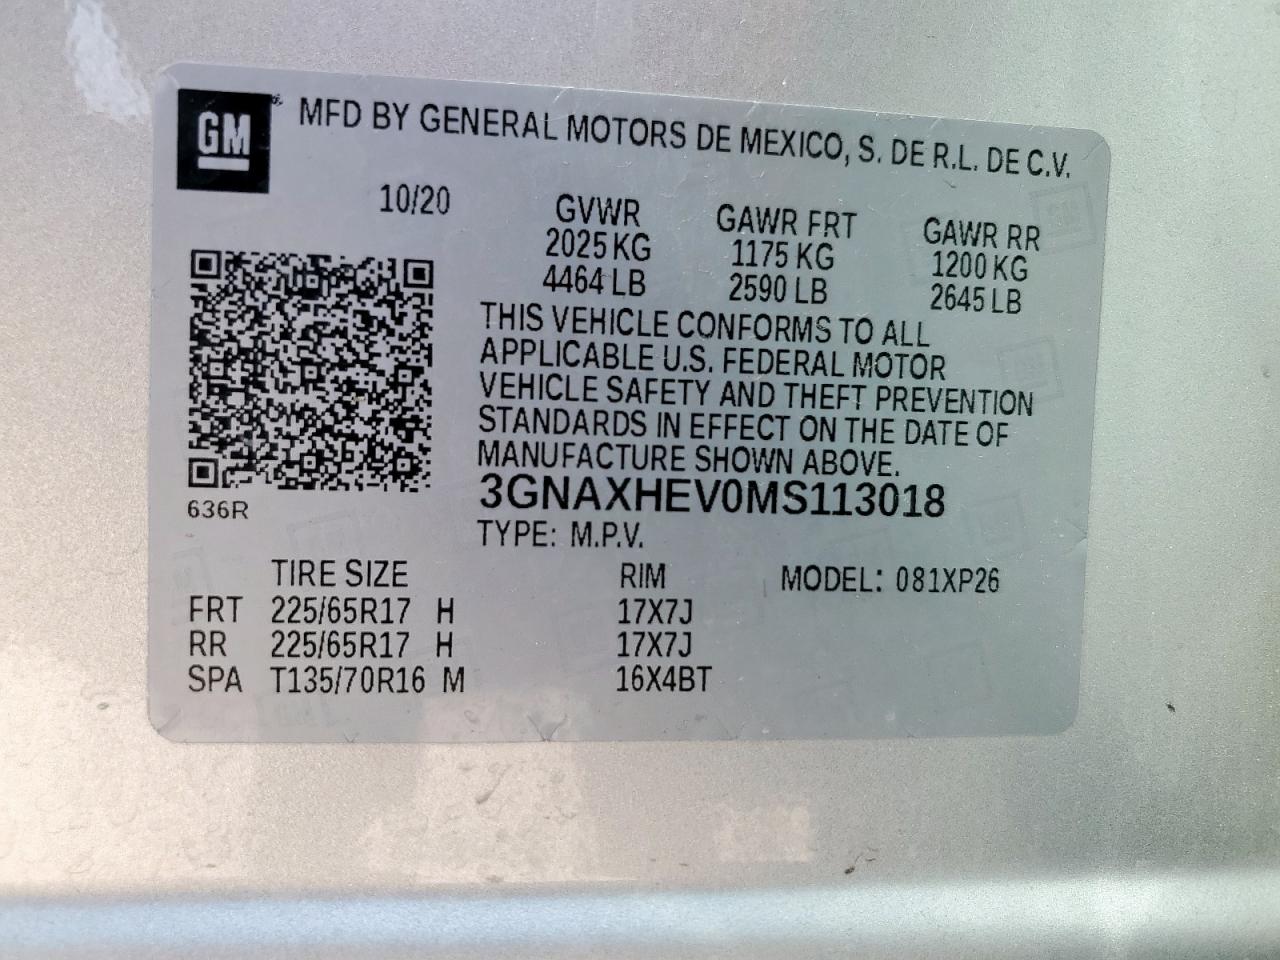 GM
MFD BY GENERAL MOTORS DE MEXICO, S. DE R.L. DE C.V.
10/20
GVWR GAWR FRT GAWR RR
2025 KG 1175 KG 1200 KG
4464 LB 2590 LB 2645 LB
THIS VEHICLE CONFORMS TO ALL
APPLICABLE U.S. FEDERAL MOTOR
VEHICLE SAFETY AND THEFT PREVENTION
STANDARDS IN EFFECT ON THE DATE OF
MANUFACTURE SHOWN ABOVE.
3GNAXHEV0MS113018
636R
TYPE: M.P.V.
TIRE SIZE RIM MODEL: 081XP26
FRT 225/65R17 H 17X7J
RR 225/65R17 H 17X7J
SPA T135/70R16 M 16X4BT